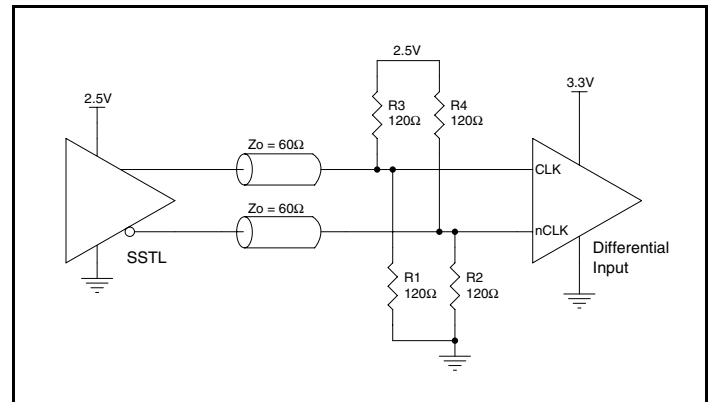 2.5V
3.3V
2.5V
R3
120Ω
R4
120Ω
Zo = 60Ω
CLK
Zo = 60Ω
nCLK
Differential
Input
SSTL
R1
120Ω
R2
120Ω